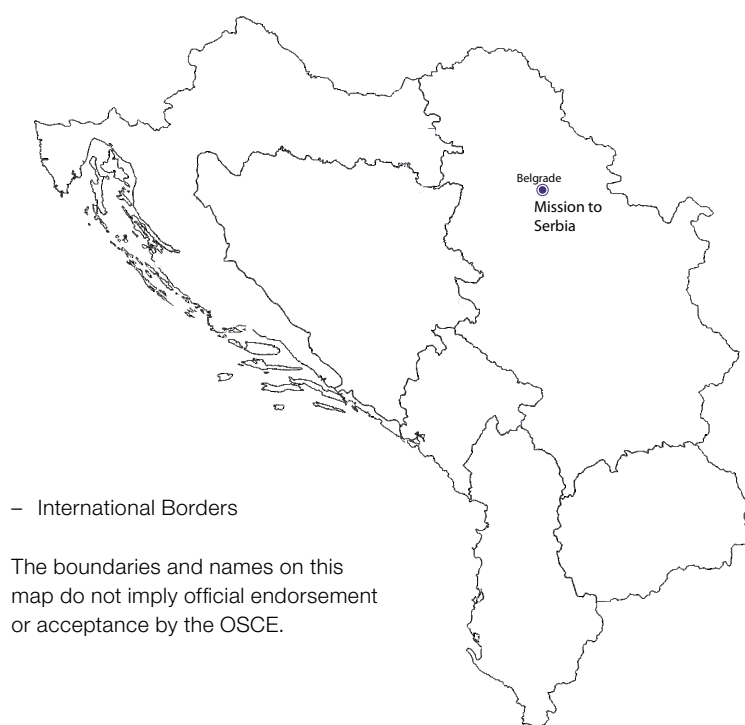 Belgrade
Mission to
Serbia
– International Borders
The boundaries and names on this
map do not imply official endorsement
or acceptance by the OSCE.